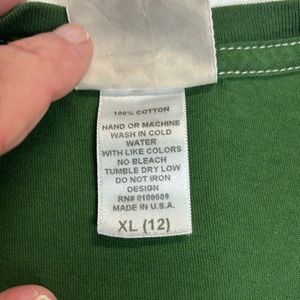 100% COTTON
HAND OR MACHINE
WASH IN COLD
WATER
WITH LIKE COLORS
NO BLEACH
TUMBLE DRY LOW
DO NOT IRON
DESIGN
RN# 0100509
MADE IN U.S.A.
XL (12)